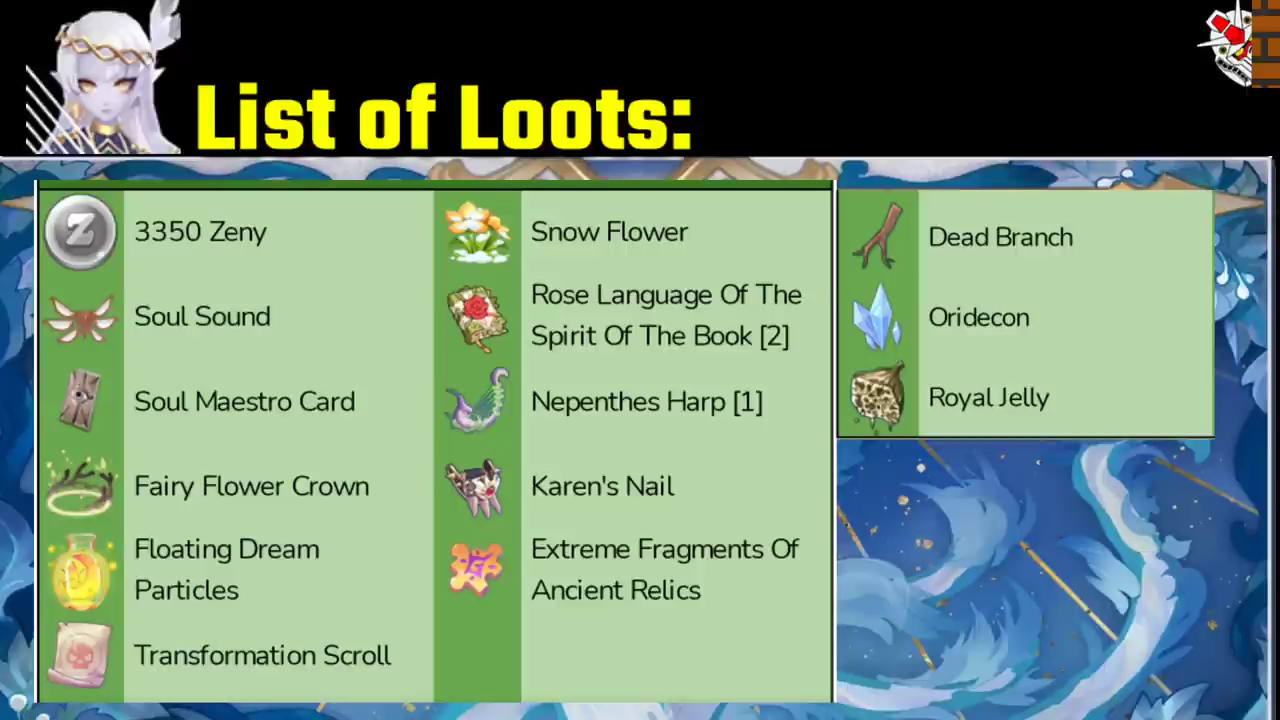 List of Loots:
3350 Zeny
Soul Sound
Soul Maestro Card
Fairy Flower Crown
Floating Dream
Particles
Transformation Scroll
Snow Flower
Rose Language Of The
Spirit Of The Book [2]
Nepenthes Harp [1]
Karen's Nail
Extreme Fragments Of
Ancient Relics
Dead Branch
Oridecon
Royal Jelly